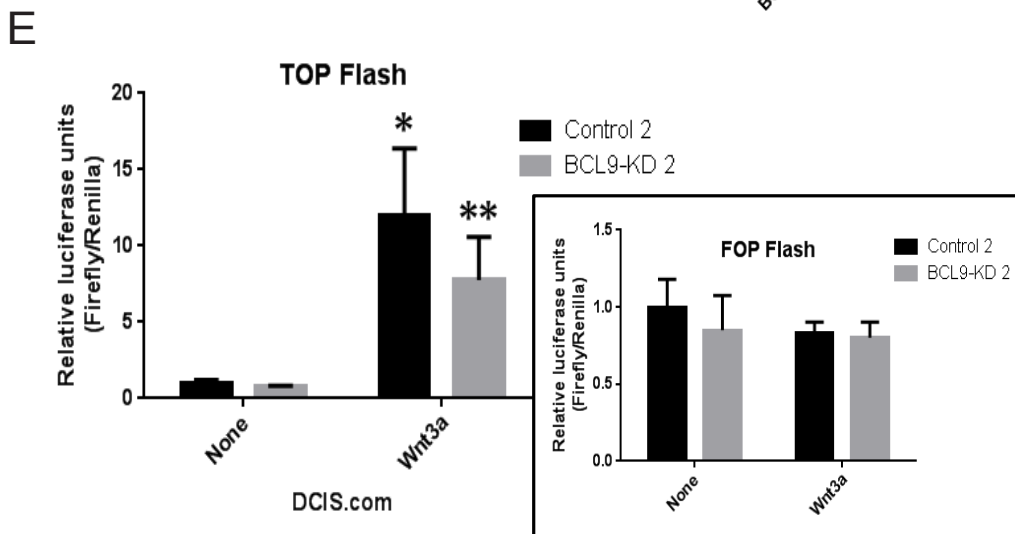 E
TOP Flash
Relative luciferase units
(Firefly/Renilla)
20
15
10
5
0
*
**
Control 2
BCL9-KD 2
None
Wnt3a
DCIS.com
FOP Flash
Relative luciferase units
(Firefly/Renilla)
1.5
1.0
0.5
0.0
Control 2
BCL9-KD 2
None
Wnt3a